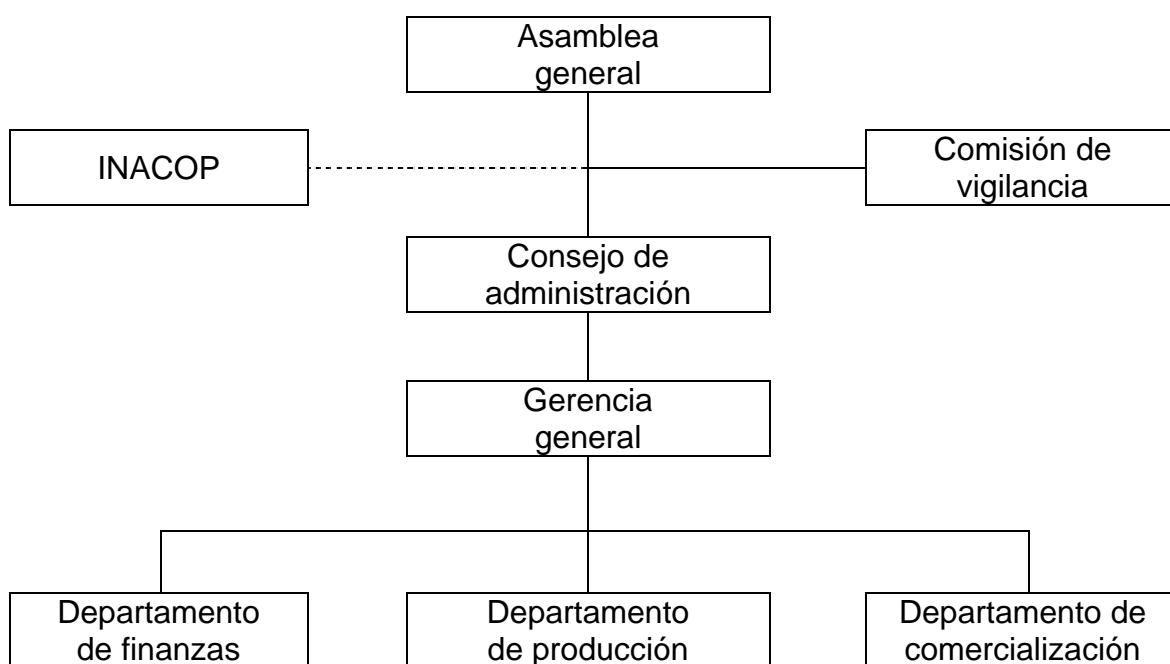 Asamblea
general
INACOP
Comisión de
vigilancia
Consejo de
administración
Gerencia
general
Departamento
de finanzas
Departamento
de producción
Departamento de
comercialización